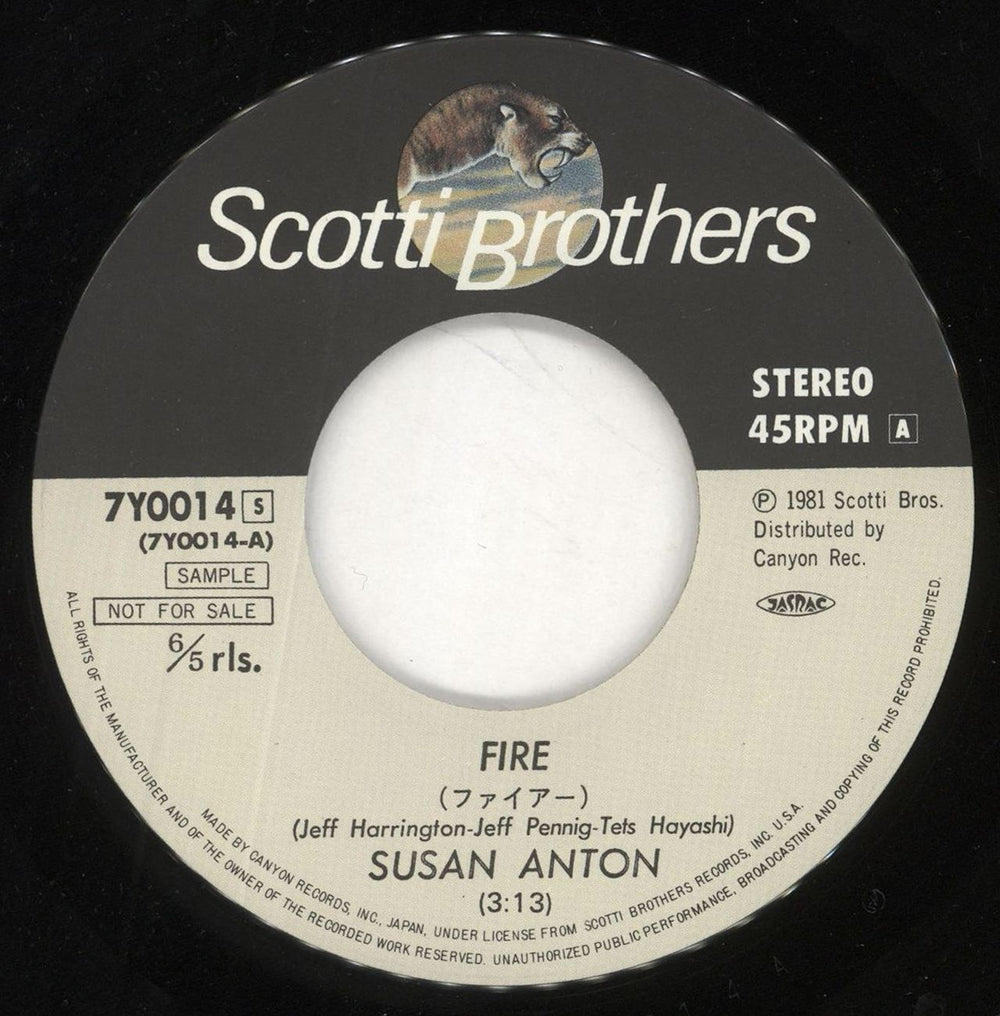 Scotti Brothers
STEREO
45RPM A
7Y0014 S
(7Y0014-A)
SAMPLE
NOT FOR SALE
6/5 rls.
Ⓟ 1981 Scotti Bros.
Distributed by
Canyon Rec.
JASRAC
FIRE
(ファイアー)
(Jeff Harrington-Jeff Pennig-Tets Hayashi)
SUSAN ANTON
(3:13)
MADE BY CANYON RECORDS, INC., JAPAN, UNDER LICENSE FROM SCOTTI BROTHERS RECORDS, INC. U.S.A.
ALL RIGHTS OF THE MANUFACTURER AND OF THE OWNER OF THE RECORDED WORK RESERVED. UNAUTHORIZED PUBLIC PERFORMANCE, BROADCASTING AND COPYING OF THIS RECORD PROHIBITED.